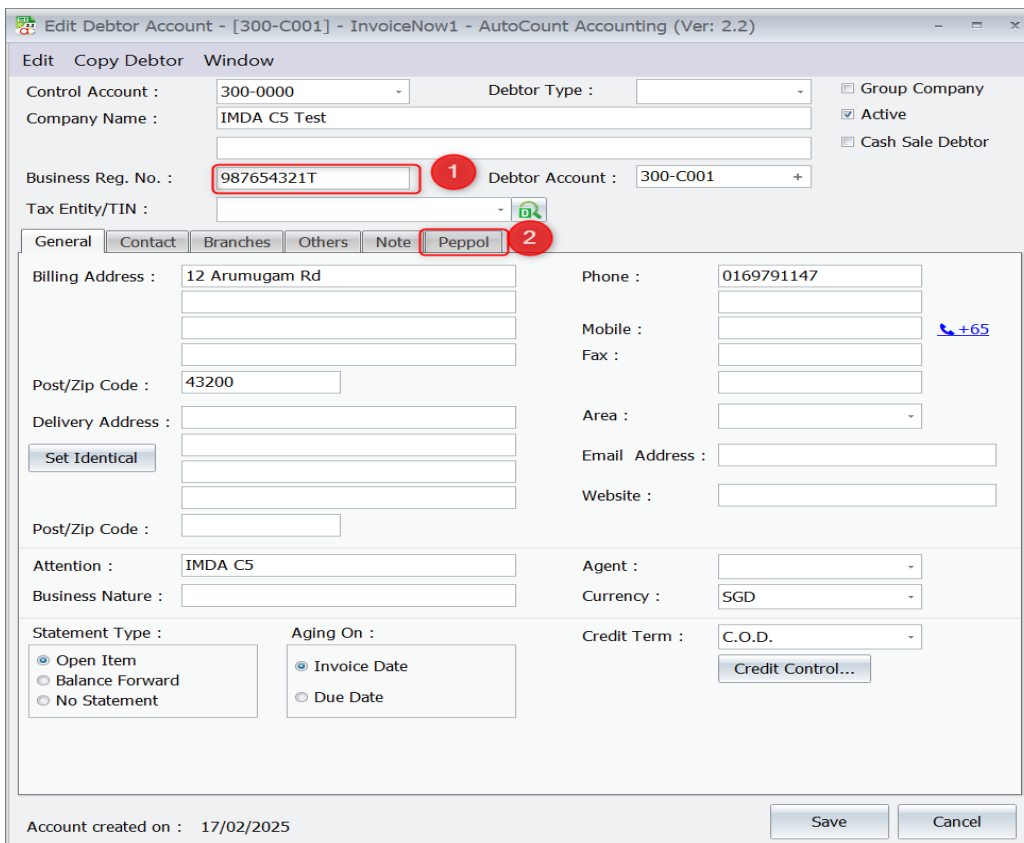 Edit Debtor Account - [300-C001] - InvoiceNow1 - AutoCount Accounting (Ver: 2.2)
Edit Copy Debtor Window
Control Account : 300-0000 Debtor Type : Group Company
Company Name : IMDA C5 Test Active
Cash Sale Debtor
Business Reg. No. : 987654321T 1 Debtor Account : 300-C001
Tax Entity/TIN :
General Contact Branches Others Note Peppol 2
Billing Address : 12 Arumugam Rd Phone : 0169791147
Mobile : +65
Fax :
Post/Zip Code : 43200
Delivery Address : Area :
Set Identical Email Address :
Website :
Post/Zip Code :
Attention : IMDA C5 Agent :
Business Nature : Currency : SGD
Statement Type : Aging On : Credit Term : C.O.D.
Open Item Invoice Date Credit Control...
Balance Forward
No Statement Due Date
Account created on : 17/02/2025 Save Cancel